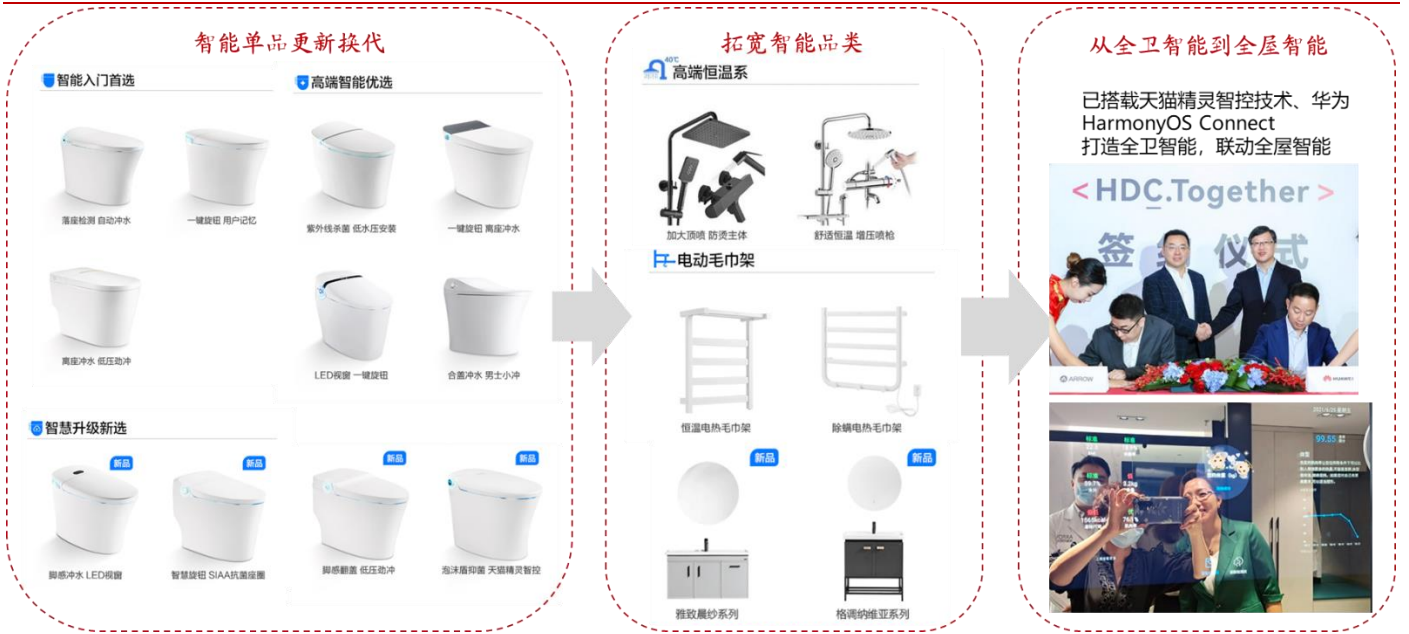 智能单品更新换代
智能入门首选
高端智能优选
落座检测 自动冲水
一键旋钮 用户记忆
紫外线杀菌 低水压安装
一键旋钮 离座冲水
离座冲水 低压劲冲
LED视窗 一键旋钮
合盖冲水 男士小冲
智慧升级新选
新品
新品
新品
新品
脚感冲水 LED视窗
智慧旋钮 SIAA抗菌座圈
脚感翻盖 低压劲冲
泡沫盾抑菌 天猫精灵智控
拓宽智能品类
40℃
高端恒温系
加大顶喷 防烫主体
舒适恒温 增压喷枪
电动毛巾架
恒温电热毛巾架
除螨电热毛巾架
新品
新品
雅致晨纱系列
格调纳维亚系列
从全卫智能到全屋智能
已搭载天猫精灵智控技术、华为
HarmonyOS Connect
打造全卫智能，联动全屋智能
<HDC.Together>
签约仪式
ARROW
HUAWEI
99.55